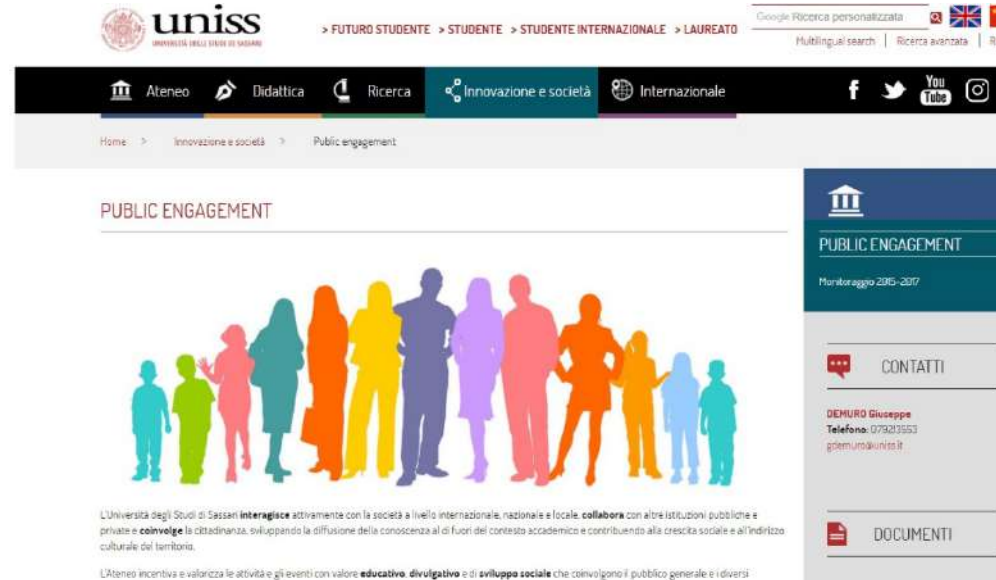 uniss
UNIVERSITÀ DEGLI STUDI DI SASSARI
> FUTURO STUDENTE > STUDENTE > STUDENTE INTERNAZIONALE > LAUREATO
Google Ricerca personalizzata
Multilingual search | Ricerca avanzata | R
Ateneo Didattica Ricerca Innovazione e società Internazionale
f You Tube
Home > Innovazione e società > Public engagement
PUBLIC ENGAGEMENT
L'Università degli Studi di Sassari interagisce attivamente con la società a livello internazionale, nazionale e locale, collabora con altre istituzioni pubbliche e
private e coinvolge la cittadinanza, sviluppando la diffusione della conoscenza al di fuori del contesto accademico e contribuendo alla crescita sociale e all'indirizzo
culturale del territorio.
L'Ateneo incentiva e valorizza le attività e gli eventi con valore educativo, divulgativo e di sviluppo sociale che coinvolgono il pubblico generale e i diversi
PUBLIC ENGAGEMENT
Monitoraggio 2015-2017
CONTATTI
DEMURO Giuseppe
Telefono: 079213553
gdemuro@uniss.it
DOCUMENTI